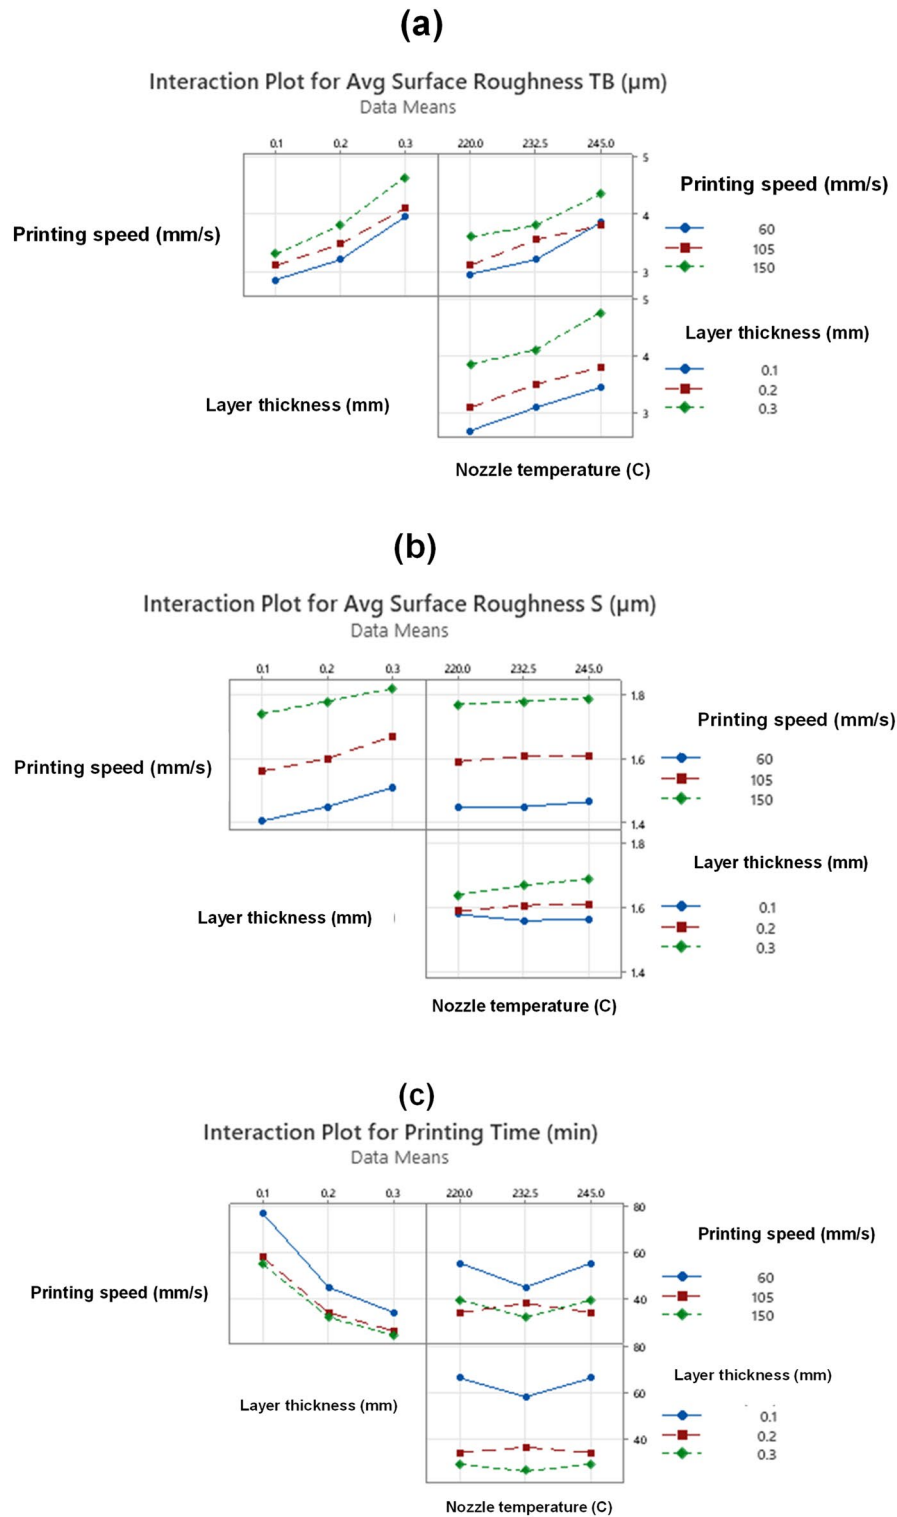 (a)
Interaction Plot for Avg Surface Roughness TB (µm)
Data Means
0.1 0.2 0.3 220.0 232.5 245.0
5
Printing speed (mm/s)
Printing speed (mm/s)
4
60
105
150
3
5
Layer thickness (mm)
4
0.1
0.2
0.3
Layer thickness (mm)
3
Nozzle temperature (C)
(b)
Interaction Plot for Avg Surface Roughness S (µm)
Data Means
0.1 0.2 0.3 220.0 232.5 245.0
1.8
Printing speed (mm/s)
Printing speed (mm/s)
1.6
60
105
150
1.4
1.8
Layer thickness (mm)
1.6
0.1
Layer thickness (mm)
0.2
0.3
1.4
Nozzle temperature (C)
(c)
Interaction Plot for Printing Time (min)
Data Means
0.1 0.2 0.3 220.0 232.5 245.0
80
Printing speed (mm/s)
60
60
Printing speed (mm/s)
40
105
150
80
Layer thickness (mm)
60
Layer thickness (mm)
0.1
40
0.2
0.3
Nozzle temperature (C)